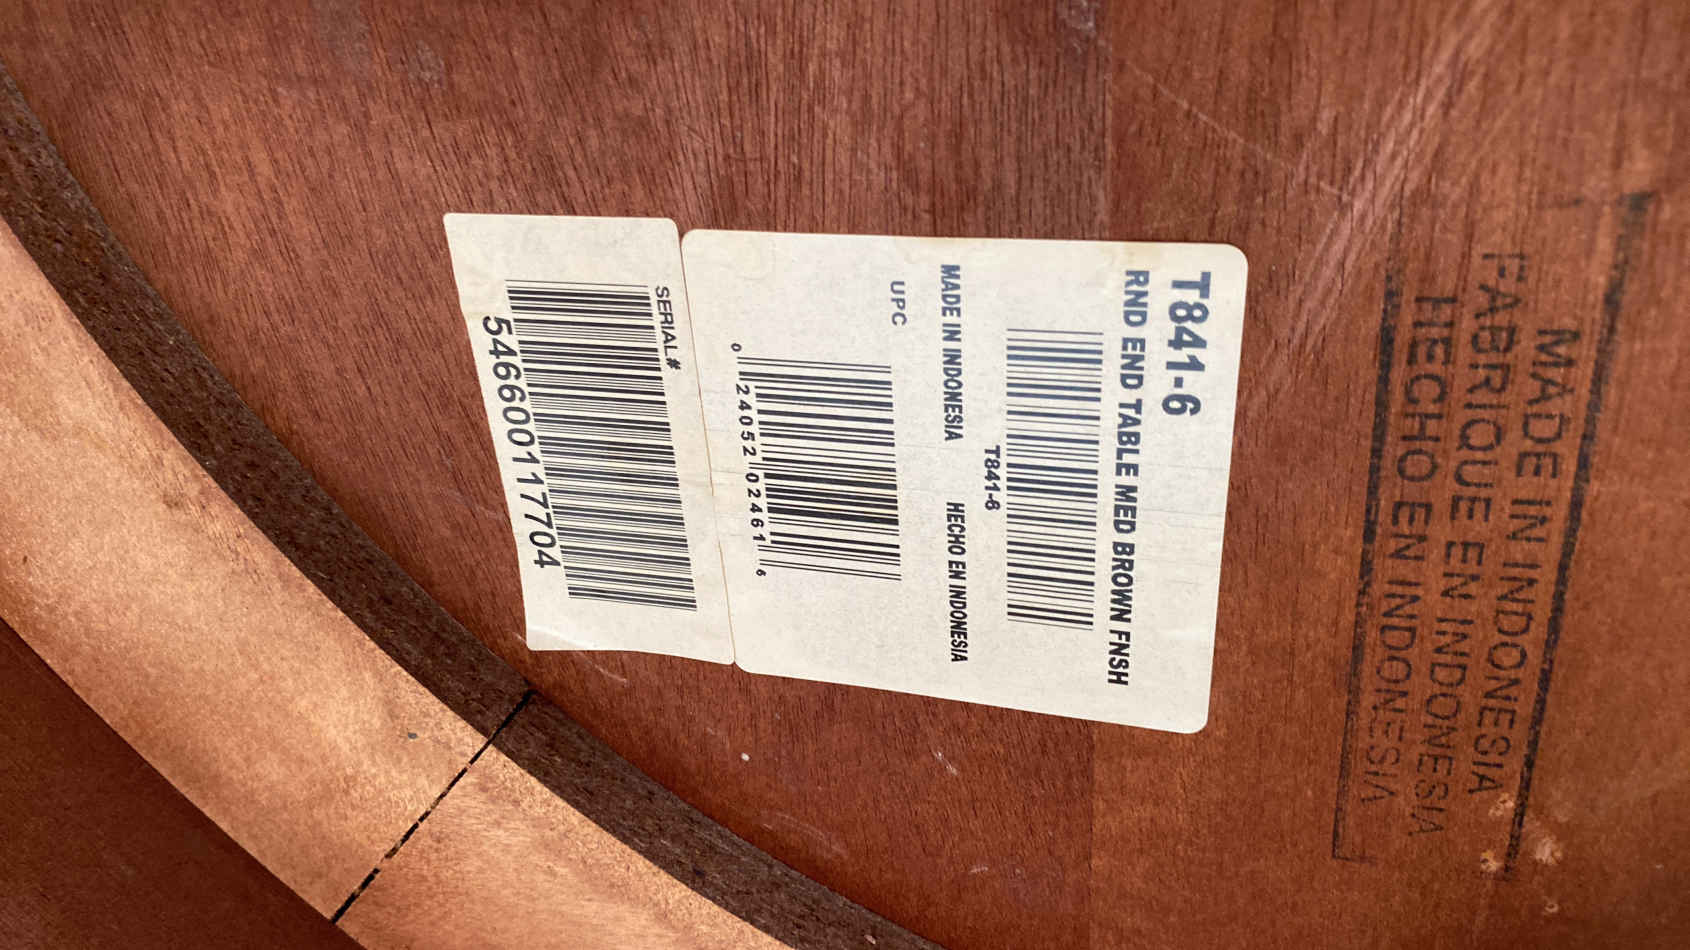 T841-6
RND END TABLE MED BROWN FNSH
T841-6
MADE IN INDONESIA HECHO EN INDONESIA
UPC
0 24052 02461 6
SERIAL#
546600117704
MADE IN INDONESIA
FABRIQUE EN INDONESIA
HECHO EN INDONESIA